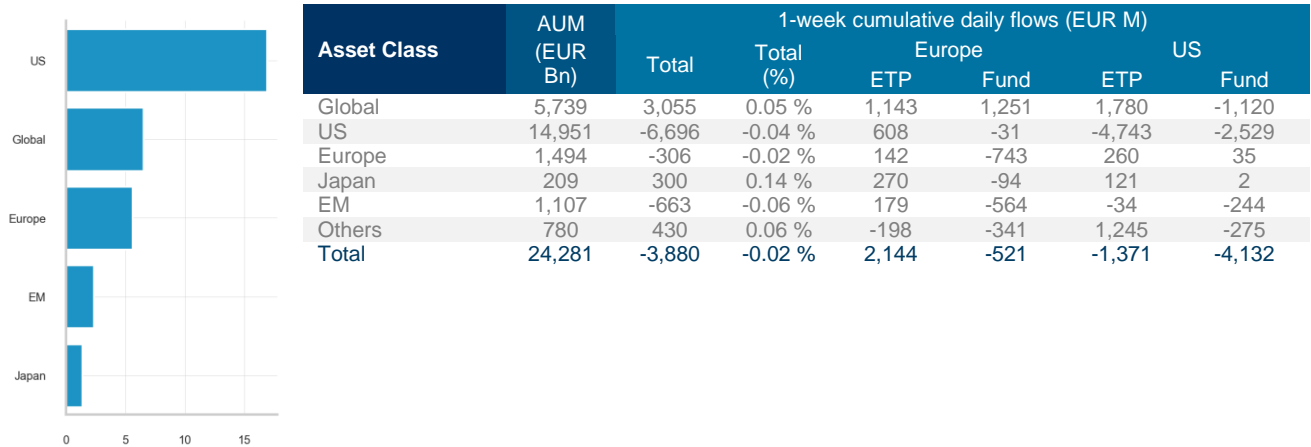 US
Global
Europe
EM
Japan
0 5 10 15
Asset Class AUM (EUR Bn) 1-week cumulative daily flows (EUR M)
Total Total (%) Europe US
ETP Fund ETP Fund
Global 5,739 3,055 0.05 % 1,143 1,251 1,780 -1,120
US 14,951 -6,696 -0.04 % 608 -31 -4,743 -2,529
Europe 1,494 -306 -0.02 % 142 -743 260 35
Japan 209 300 0.14 % 270 -94 121 2
EM 1,107 -663 -0.06 % 179 -564 -34 -244
Others 780 430 0.06 % -198 -341 1,245 -275
Total 24,281 -3,880 -0.02 % 2,144 -521 -1,371 -4,132